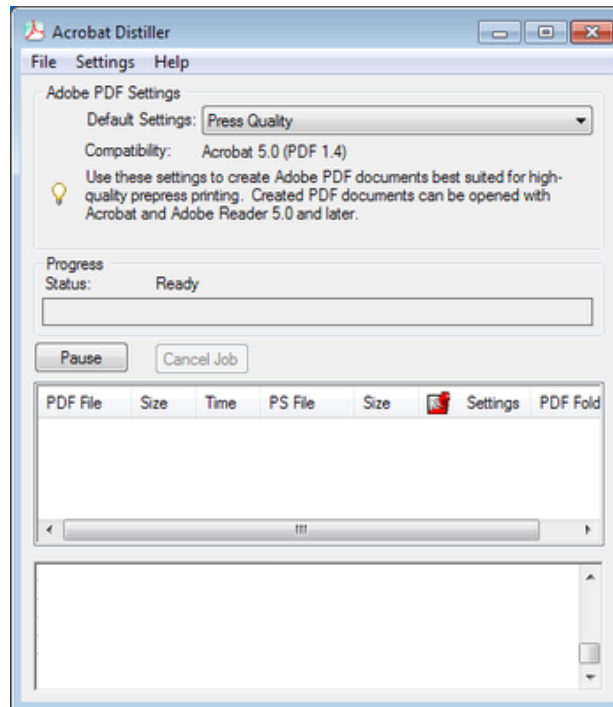 Acrobat Distiller
File Settings Help
Adobe PDF Settings
Default Settings: Press Quality
Compatibility: Acrobat 5.0 (PDF 1.4)
Use these settings to create Adobe PDF documents best suited for high-
quality prepress printing. Created PDF documents can be opened with
Acrobat and Adobe Reader 5.0 and later.
Progress
Status: Ready
Pause Cancel Job
PDF File Size Time PS File Size Settings PDF Fold